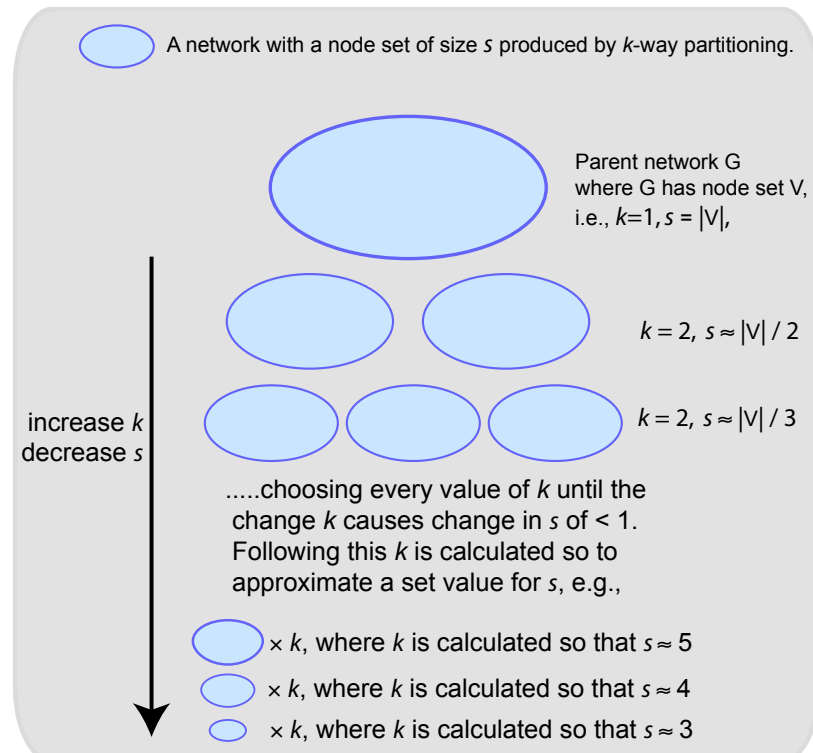 A network with a node set of size s produced by k-way partitioning.
Parent network G
where G has node set V,
i.e., k=1, s = |V|,
k = 2, s ≈ |V| / 2
k = 2, s ≈ |V| / 3
increase k
decrease s
.....choosing every value of k until the
change k causes change in s of < 1.
Following this k is calculated so to
approximate a set value for s, e.g.,
× k, where k is calculated so that s ≈ 5
× k, where k is calculated so that s ≈ 4
× k, where k is calculated so that s ≈ 3